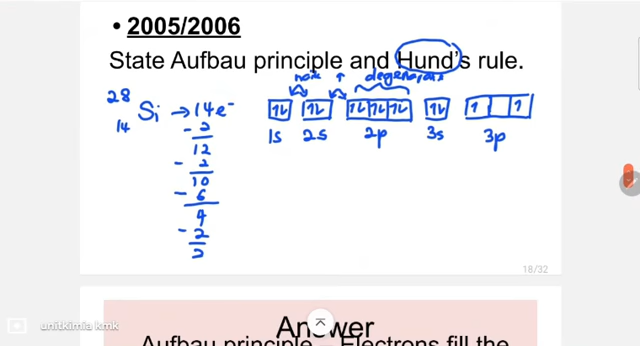 • 2005/2006
State Aufbau principle and Hund's rule.
degenerate
28
14 Si → 14e⁻
- 2
12
- 2
10
- 6
4
- 2
2
1s 2s 2p 3s 3p
18/32
Answer
unitkimia kmk
Aufbau principle – Electrons fill the